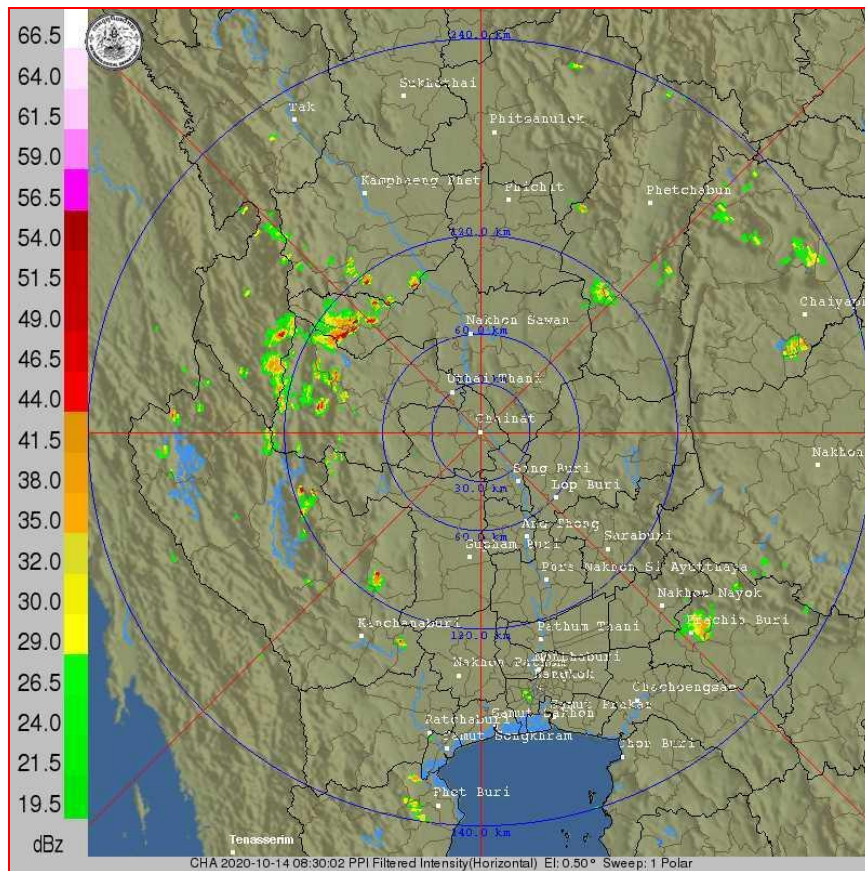 66.5
64.0
61.5
59.0
56.5
54.0
51.5
49.0
46.5
44.0
41.5
38.0
35.0
32.0
30.0
29.0
26.5
24.0
21.5
19.5
dBz
240.0 km
Sukhothai
Tak
Phitsanulok
Kamphaeng Phet
Phichit
Phetchabun
120.0 km
Chaiyaph
Nakhon Sawan
60.0 km
Uthai Thani
Chainat
Nakhon
Sing Buri
30.0 km
Lop Buri
Ang Thong
60.0 km
Saraburi
Pora Nakhon Si Ayutthaya
Nakhon Nayok
Prachin Buri
120.0 km
Kanchanaburi
Pathum Thani
Nonthaburi
Nakhon Pathom
Bangkok
Chachoengsao
Samut Prakan
Samut Sakhon
Ratchaburi
Samut Songkhram
Chon Buri
Phet Buri
240.0 km
Tenasserim
CHA 2020-10-14 08:30:02 PPI Filtered Intensity(Horizontal) El: 0.50° Sweep: 1 Polar